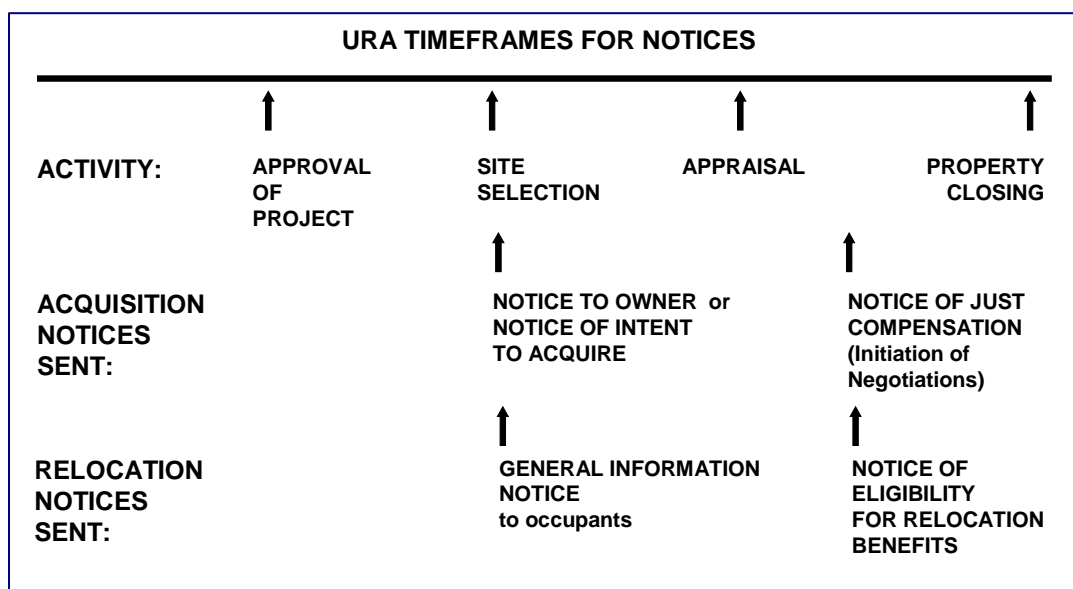 URA TIMEFRAMES FOR NOTICES
ACTIVITY:
APPROVAL
OF
PROJECT
SITE
SELECTION
APPRAISAL
PROPERTY
CLOSING
ACQUISITION
NOTICES
SENT:
NOTICE TO OWNER or
NOTICE OF INTENT
TO ACQUIRE
NOTICE OF JUST
COMPENSATION
(Initiation of
Negotiations)
RELOCATION
NOTICES
SENT:
GENERAL INFORMATION
NOTICE
to occupants
NOTICE OF
ELIGIBILITY
FOR RELOCATION
BENEFITS